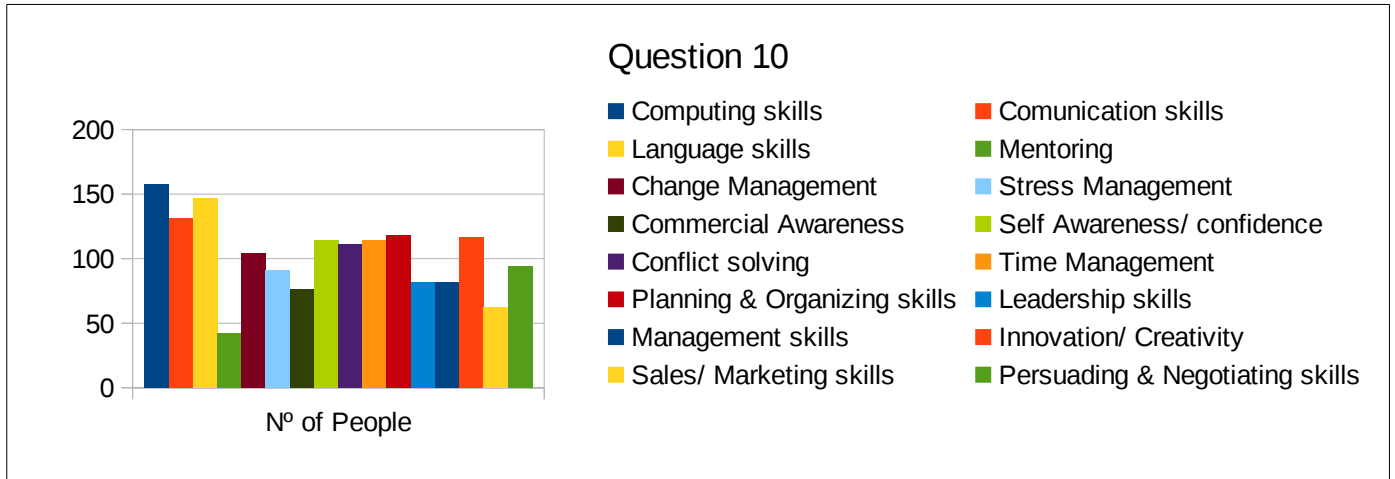 Question 10
200
150
100
50
0
Nº of People
Computing skills
Comunication skills
Language skills
Mentoring
Change Management
Stress Management
Commercial Awareness
Self Awareness/ confidence
Conflict solving
Time Management
Planning & Organizing skills
Leadership skills
Management skills
Innovation/ Creativity
Sales/ Marketing skills
Persuading & Negotiating skills